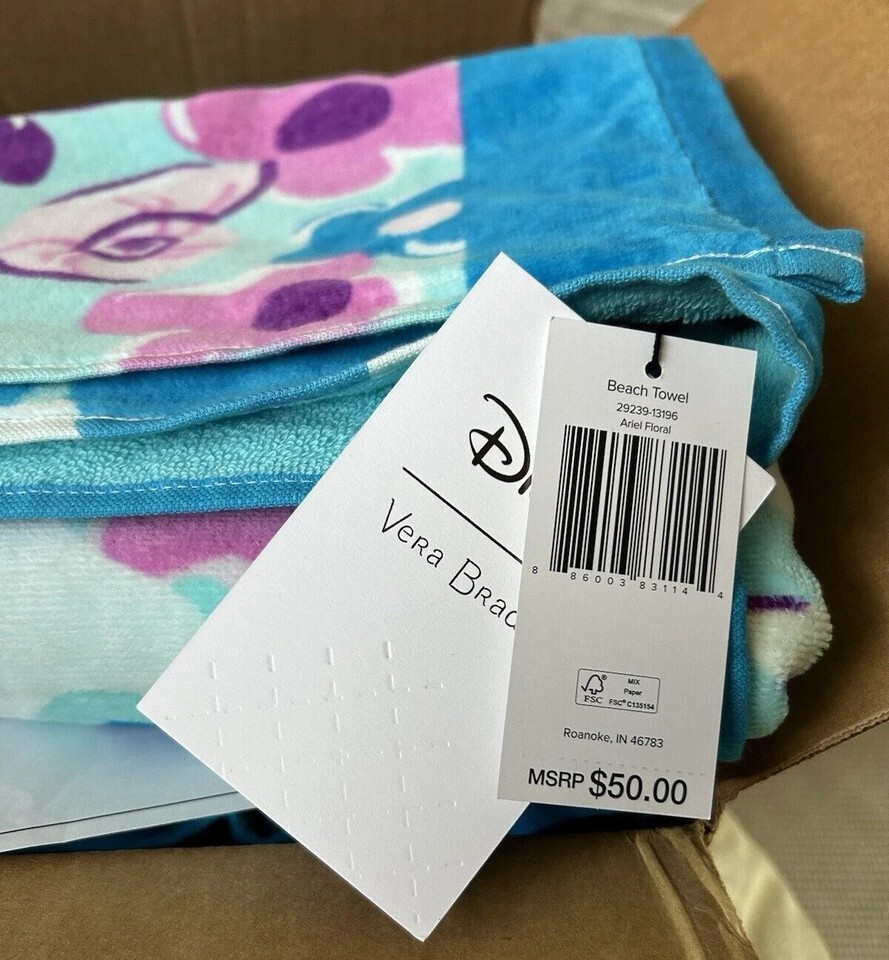 Vera
Beach Towel
29239-13196
Ariel Floral
8 86003 83114 4
MIX
Paper
FSC
FSC® C135154
Roanoke, IN 46783
MSRP $50.00